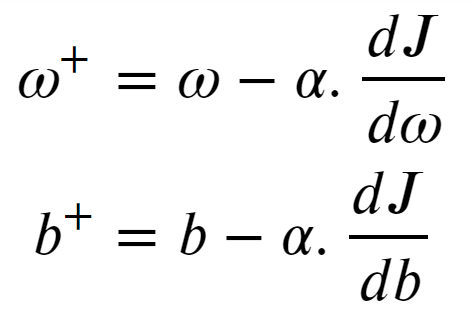 ω⁺ = ω − α. dJ/dω
b⁺ = b − α. dJ/db